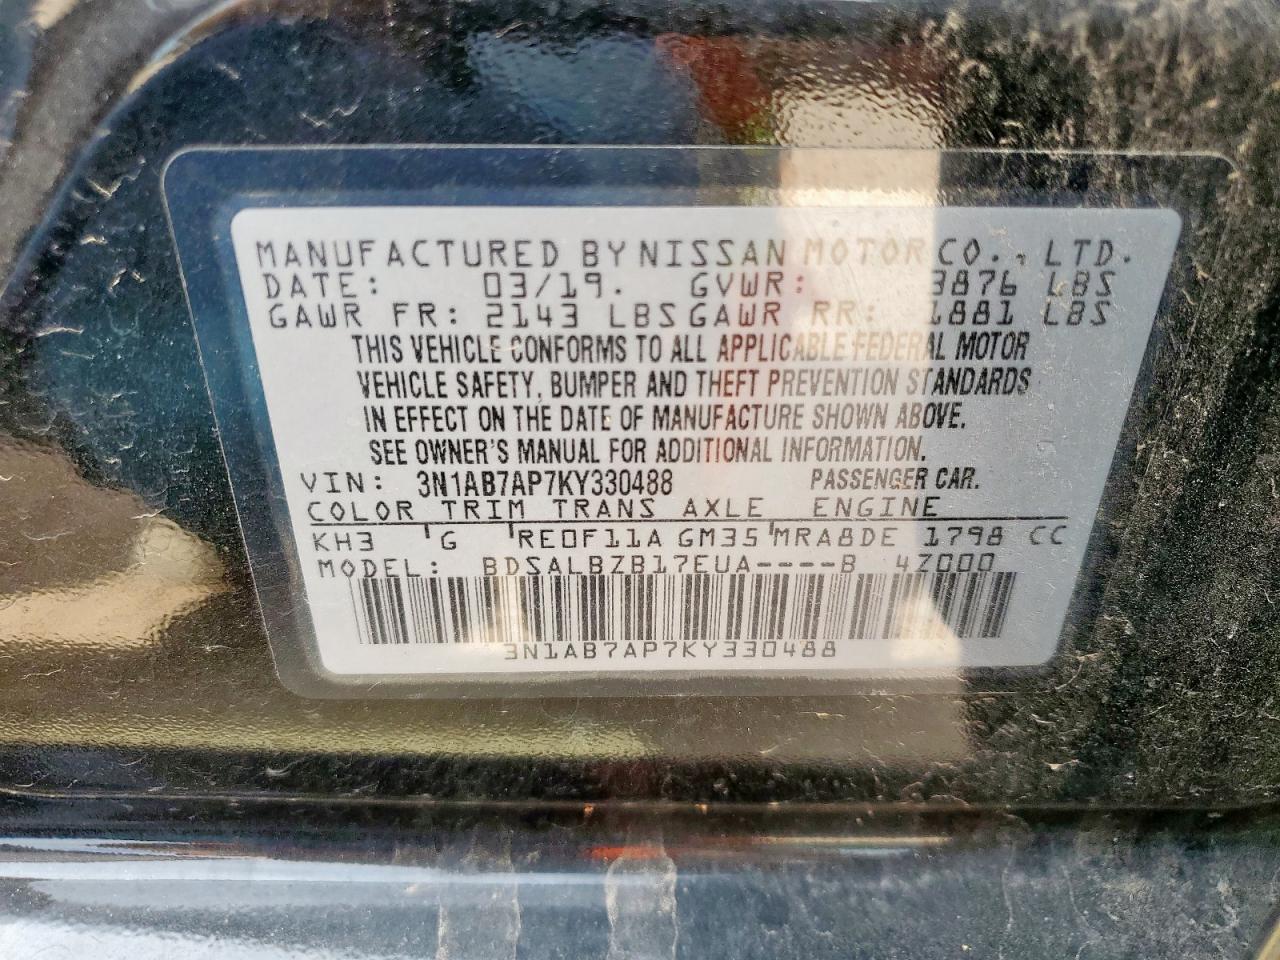 MANUFACTURED BY NISSAN MOTOR CO., LTD.
DATE: 03/19. GVWR: 3876 LBS
GAWR FR: 2143 LBS GAWR RR: 1881 LBS
THIS VEHICLE CONFORMS TO ALL APPLICABLE FEDERAL MOTOR
VEHICLE SAFETY, BUMPER AND THEFT PREVENTION STANDARDS
IN EFFECT ON THE DATE OF MANUFACTURE SHOWN ABOVE.
SEE OWNER'S MANUAL FOR ADDITIONAL INFORMATION.
VIN: 3N1AB7AP7KY330488 PASSENGER CAR.
COLOR TRIM TRANS AXLE ENGINE
KH3 G RE0F11A GM35 MRA8DE 1798 CC
MODEL: BDSALBZB17EUA----B 4Z000
3N1AB7AP7KY330488